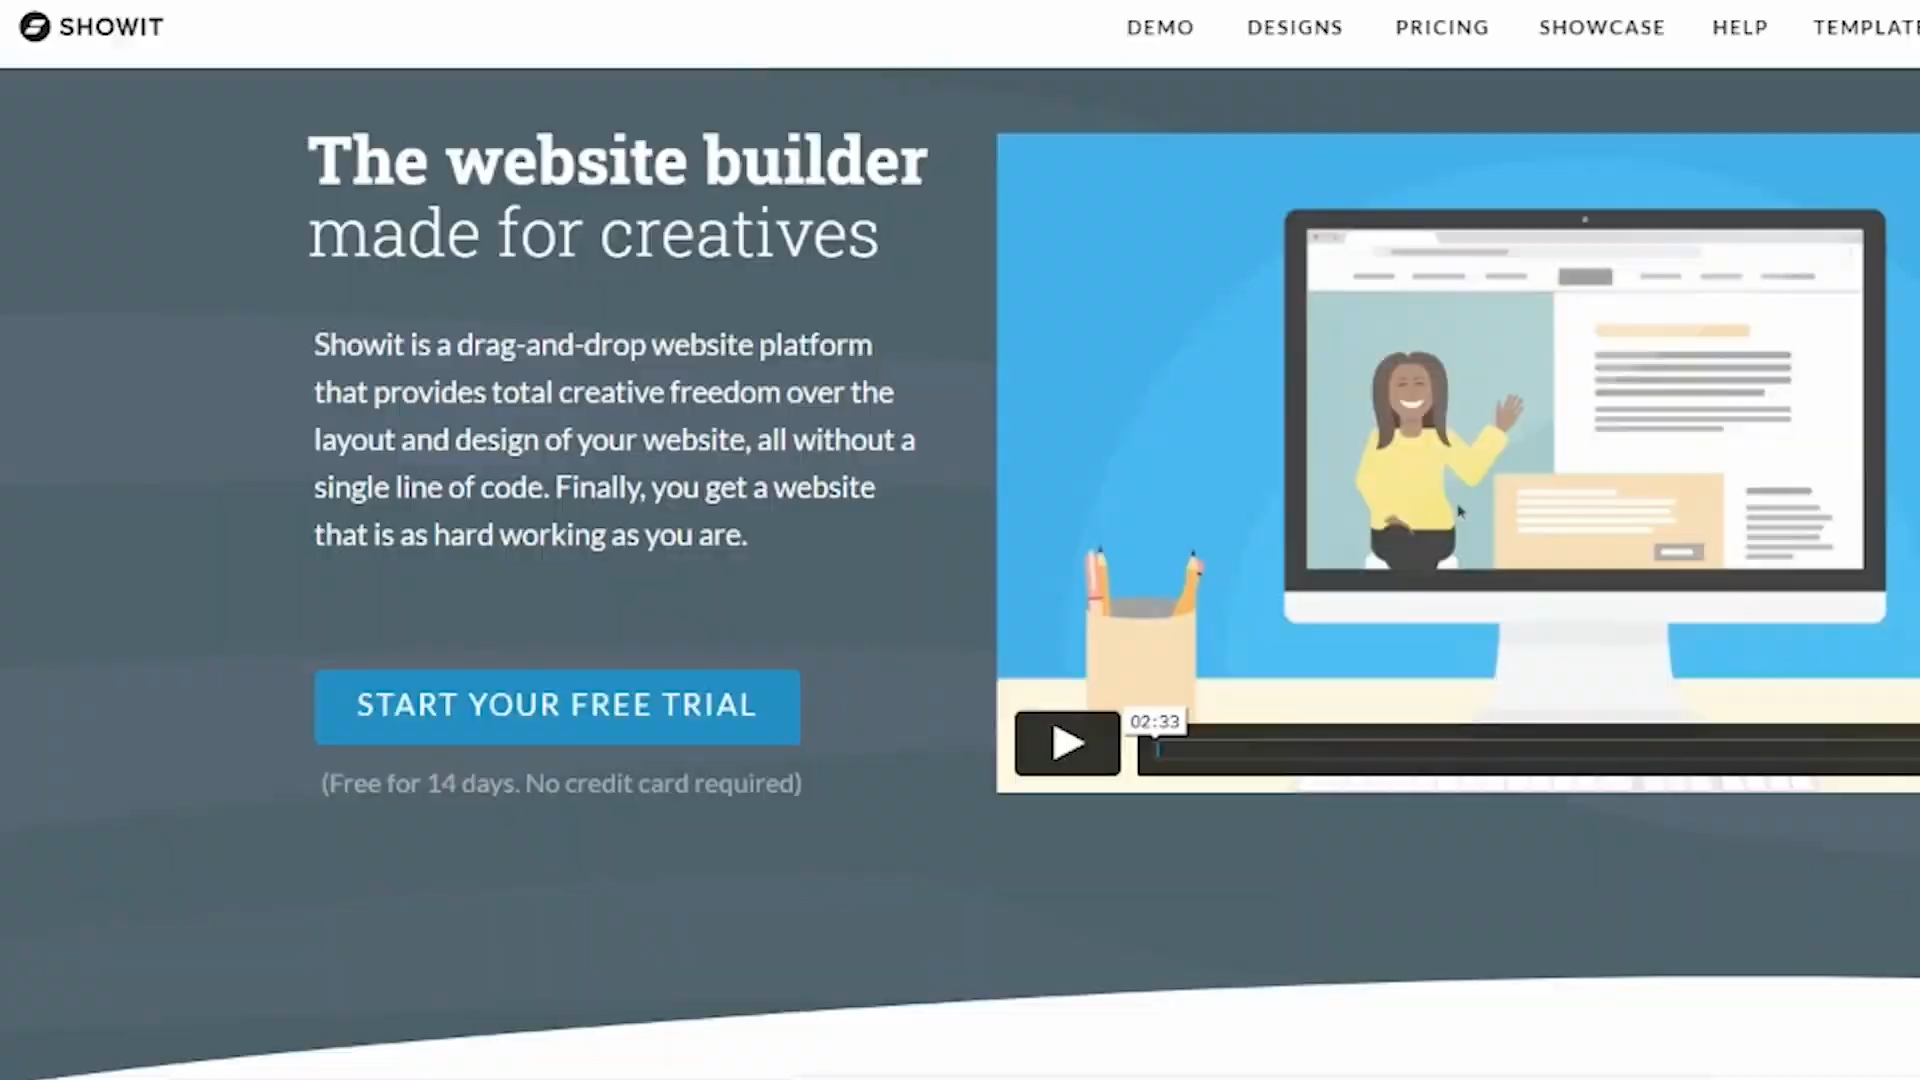 SHOWIT
DEMO DESIGNS PRICING SHOWCASE HELP
The website builder
made for creatives
Showit is a drag-and-drop website platform
that provides total creative freedom over the
layout and design of your website, all without a
single line of code. Finally, you get a website
that is as hard working as you are.
START YOUR FREE TRIAL
(Free for 14 days. No credit card required)
02:33